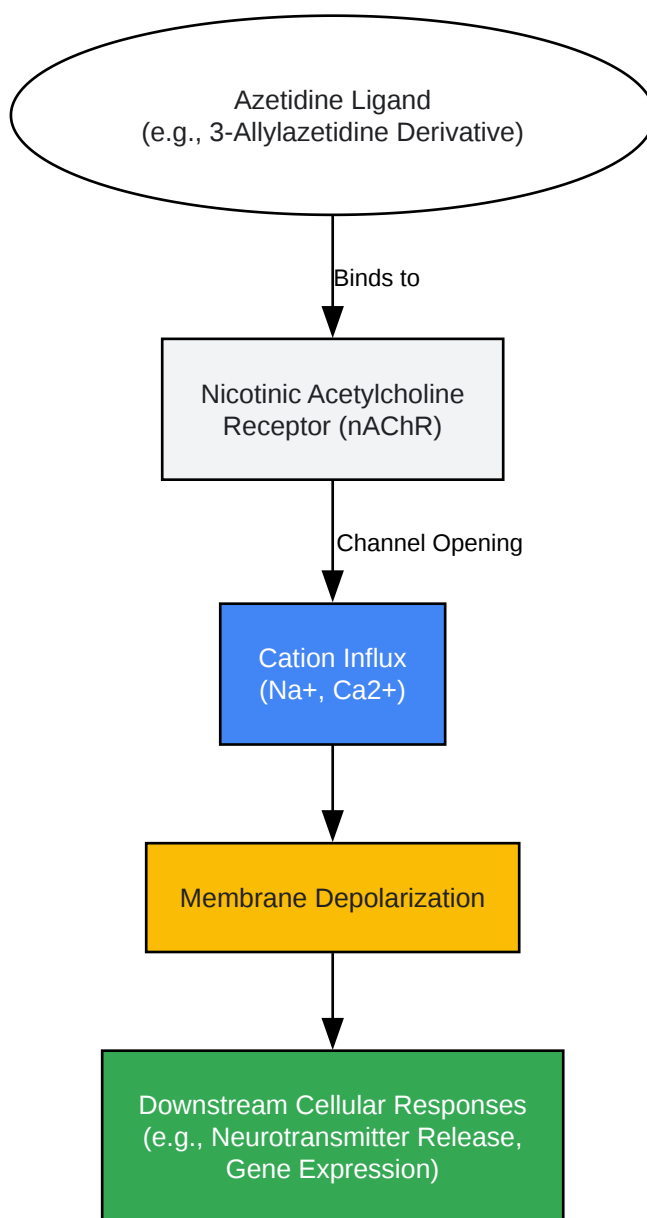 Azetidine Ligand
(e.g., 3-Allylazetidine Derivative)
Binds to
Nicotinic Acetylcholine
Receptor (nAChR)
Channel Opening
Cation Influx
(Na+, Ca2+)
Membrane Depolarization
Downstream Cellular Responses
(e.g., Neurotransmitter Release,
Gene Expression)